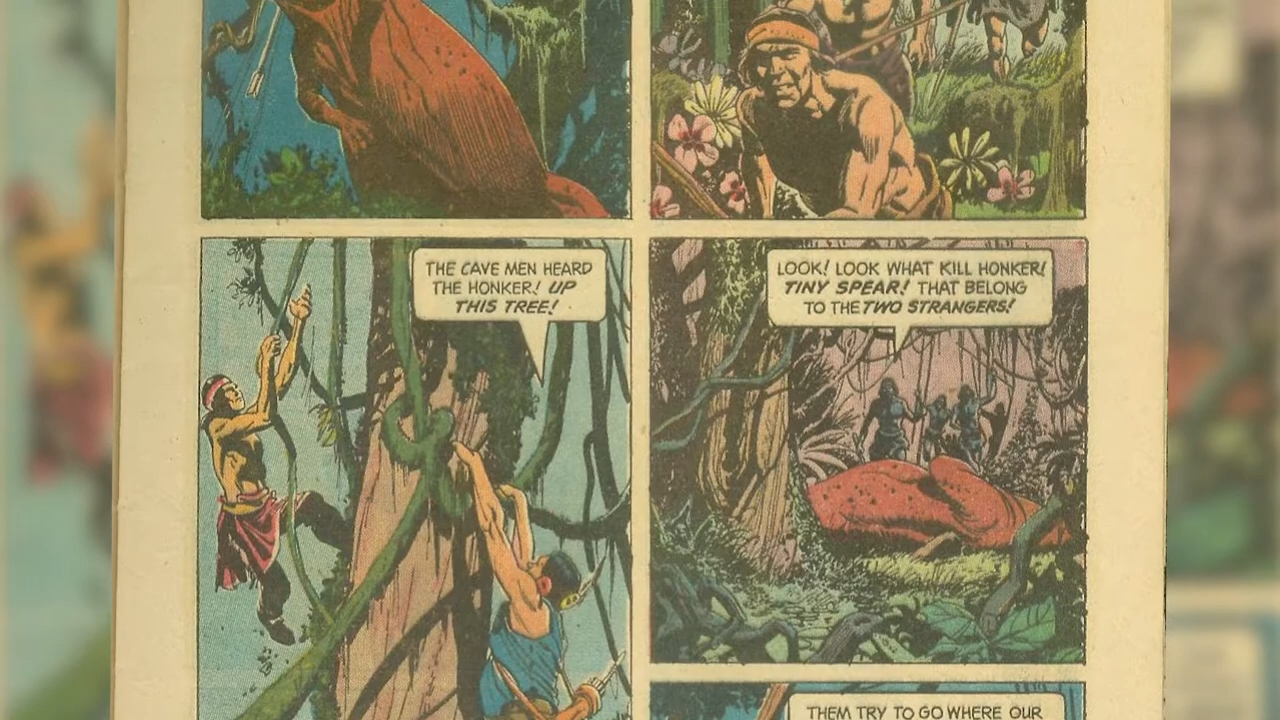 THE CAVE MEN HEARD
THE HONKER! UP
THIS TREE!
LOOK! LOOK WHAT KILL HONKER!
TINY SPEAR! THAT BELONG
TO THE TWO STRANGERS!
THEM TRY TO GO WHERE OUR